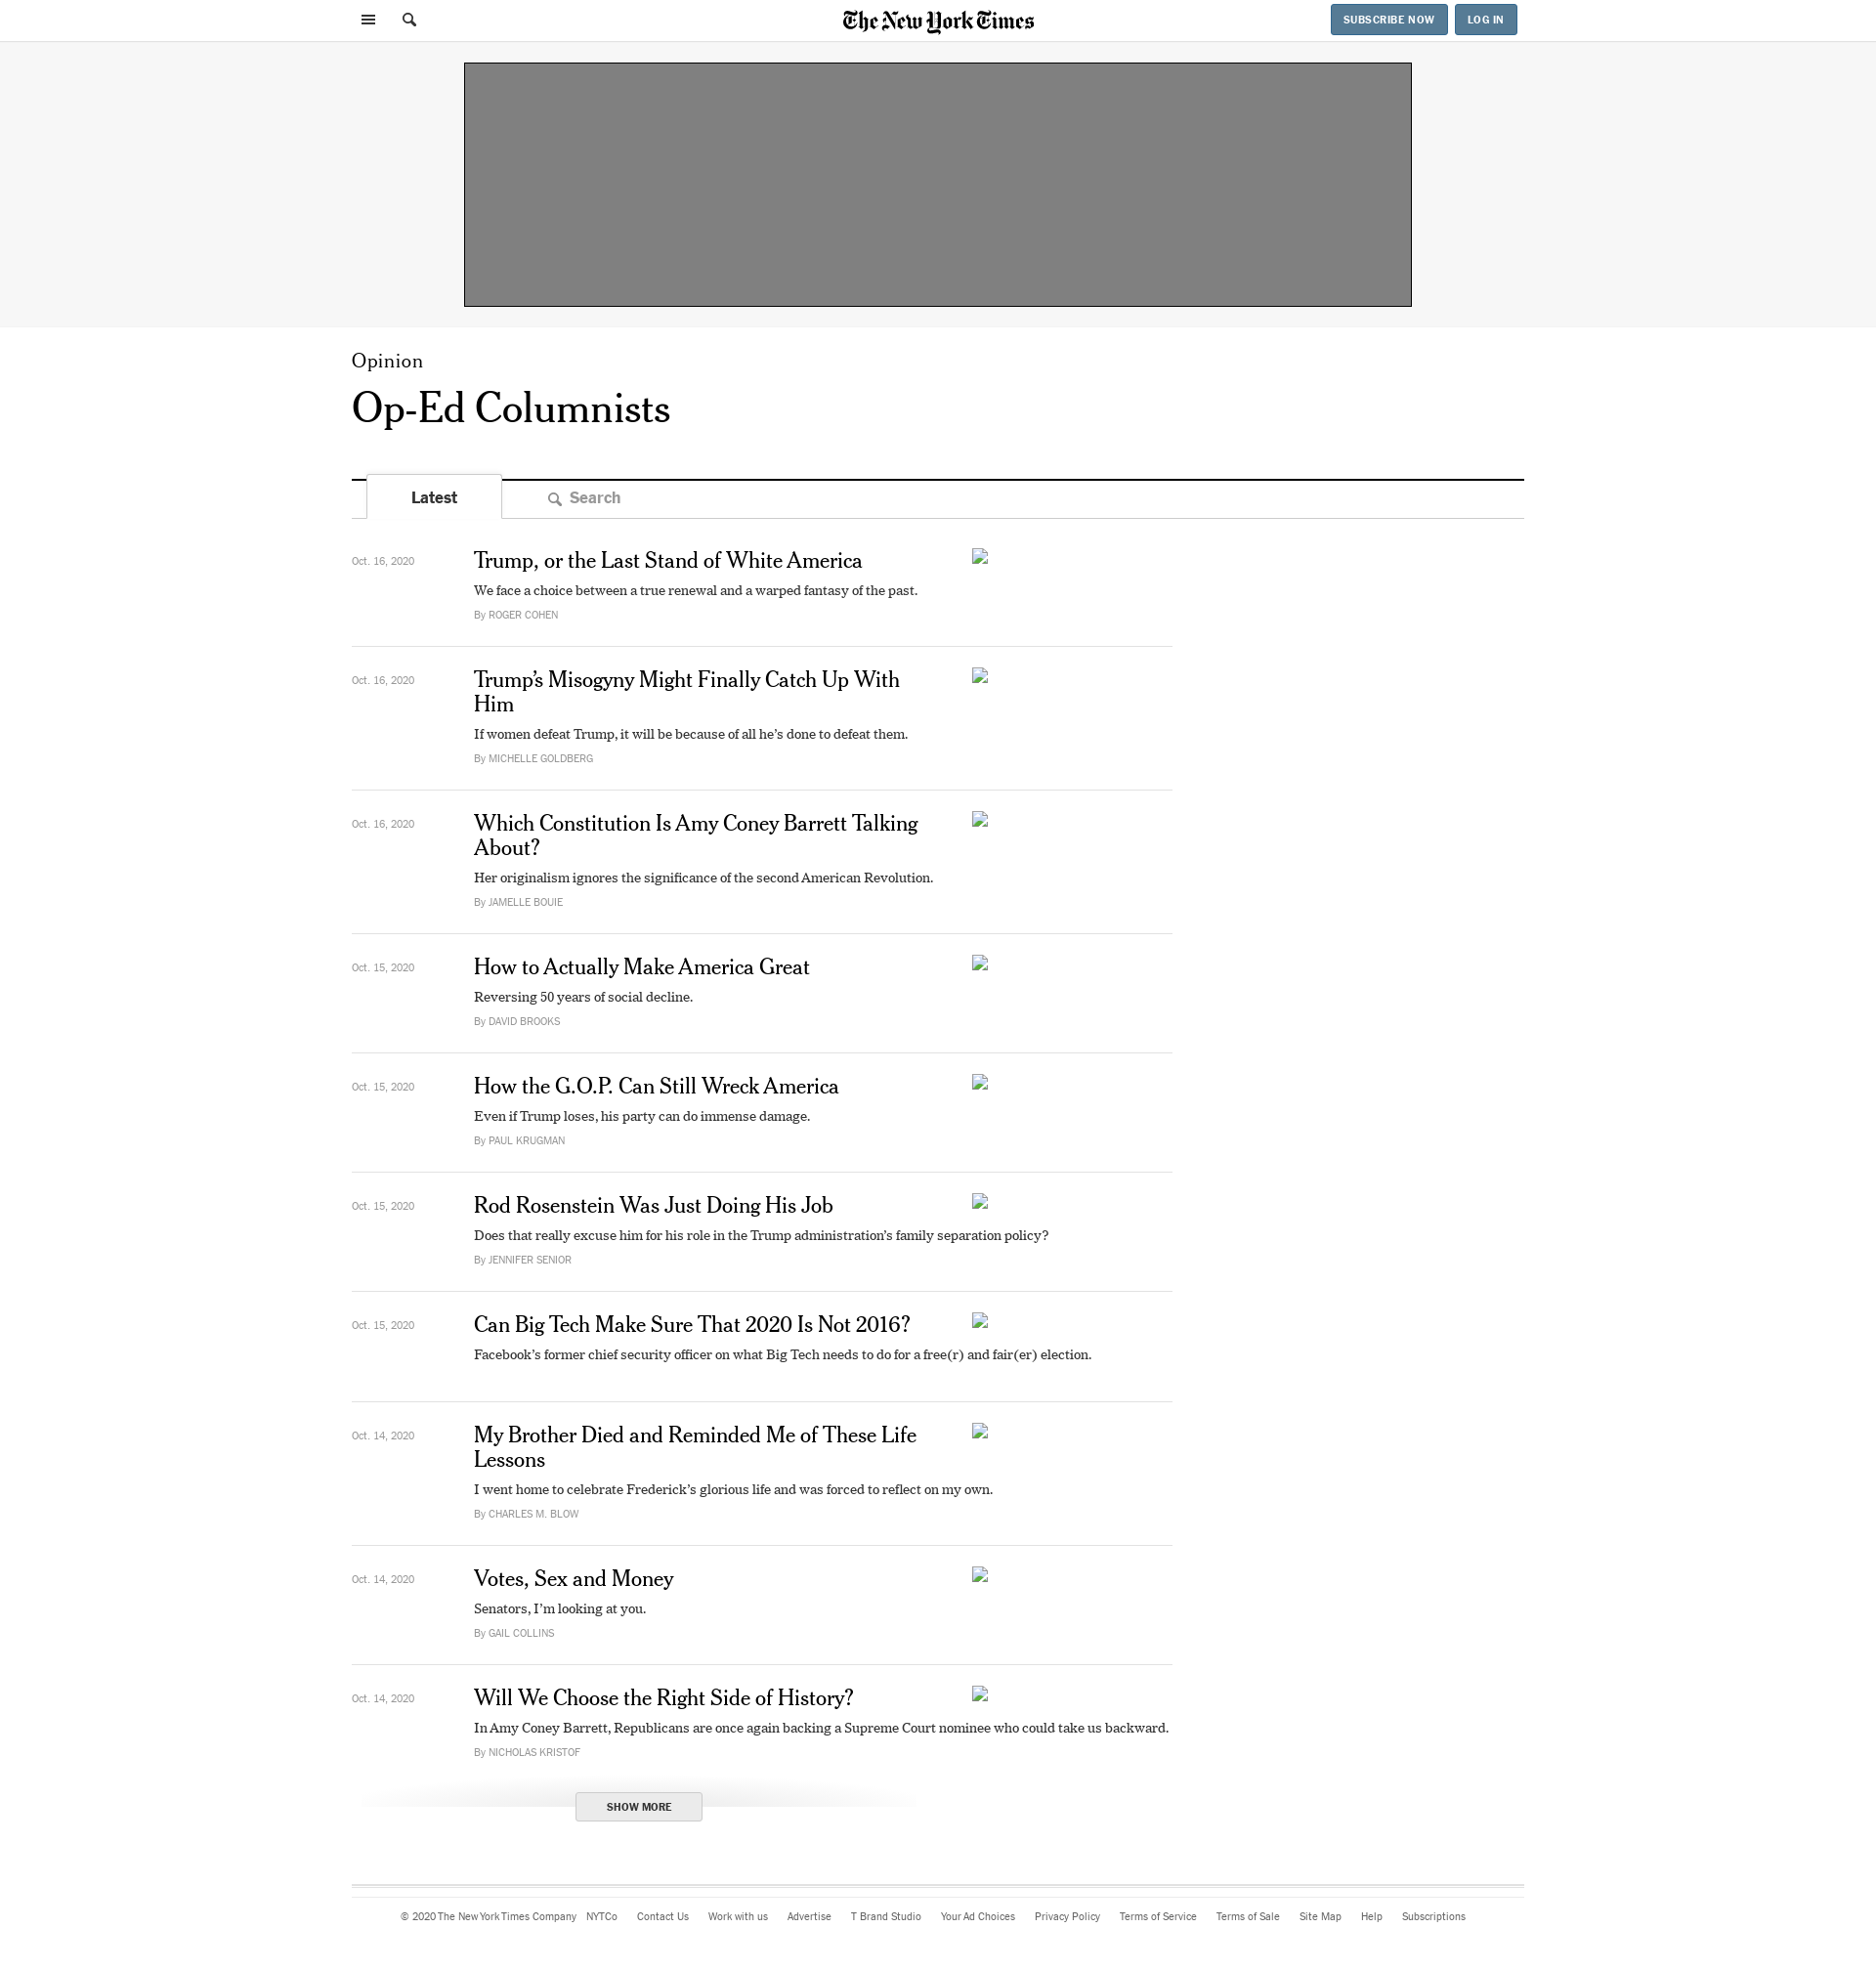 The New York Times
SUBSCRIBE NOW
LOG IN
Opinion
Op-Ed Columnists
Latest
Search
Oct. 16, 2020
Trump, or the Last Stand of White America
We face a choice between a true renewal and a warped fantasy of the past.
By ROGER COHEN
Oct. 16, 2020
Trump’s Misogyny Might Finally Catch Up With
Him
If women defeat Trump, it will be because of all he’s done to defeat them.
By MICHELLE GOLDBERG
Oct. 16, 2020
Which Constitution Is Amy Coney Barrett Talking
About?
Her originalism ignores the significance of the second American Revolution.
By JAMELLE BOUIE
Oct. 15, 2020
How to Actually Make America Great
Reversing 50 years of social decline.
By DAVID BROOKS
Oct. 15, 2020
How the G.O.P. Can Still Wreck America
Even if Trump loses, his party can do immense damage.
By PAUL KRUGMAN
Oct. 15, 2020
Rod Rosenstein Was Just Doing His Job
Does that really excuse him for his role in the Trump administration’s family separation policy?
By JENNIFER SENIOR
Oct. 15, 2020
Can Big Tech Make Sure That 2020 Is Not 2016?
Facebook’s former chief security officer on what Big Tech needs to do for a free(r) and fair(er) election.
Oct. 14, 2020
My Brother Died and Reminded Me of These Life
Lessons
I went home to celebrate Frederick’s glorious life and was forced to reflect on my own.
By CHARLES M. BLOW
Oct. 14, 2020
Votes, Sex and Money
Senators, I’m looking at you.
By GAIL COLLINS
Oct. 14, 2020
Will We Choose the Right Side of History?
In Amy Coney Barrett, Republicans are once again backing a Supreme Court nominee who could take us backward.
By NICHOLAS KRISTOF
SHOW MORE
© 2020 The New York Times Company NYTCo Contact Us Work with us Advertise T Brand Studio Your Ad Choices Privacy Policy Terms of Service Terms of Sale Site Map Help Subscriptions